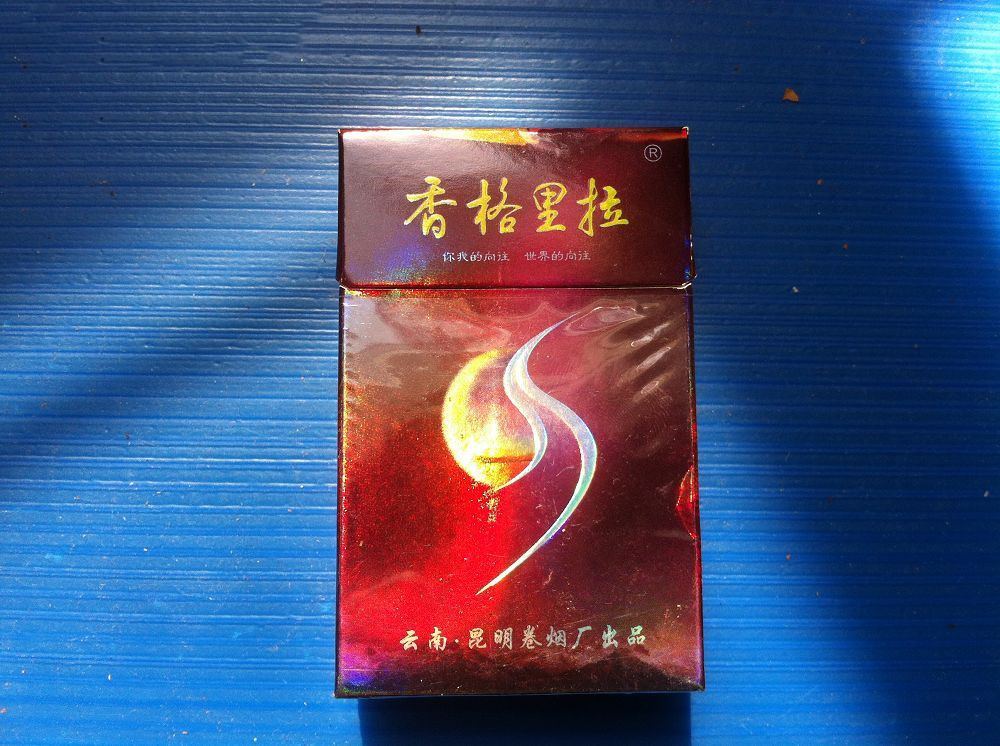 ®
香格里拉
你我的向往 世界的向往
云南·昆明卷烟厂出品